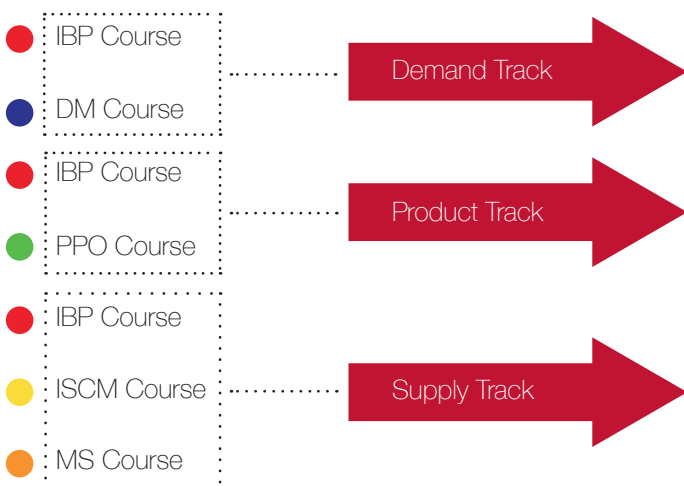 IBP Course
DM Course
Demand Track
IBP Course
PPO Course
Product Track
IBP Course
ISCM Course
MS Course
Supply Track